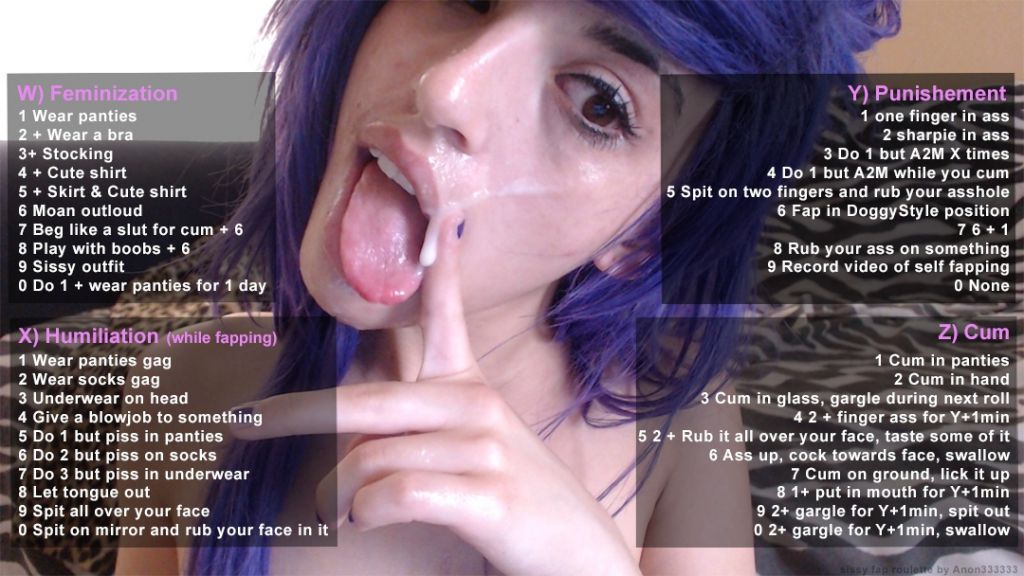 W) Feminization
1 Wear panties
2 + Wear a bra
3+ Stocking
4 + Cute shirt
5 + Skirt & Cute shirt
6 Moan outloud
7 Beg like a slut for cum + 6
8 Play with boobs + 6
9 Sissy outfit
0 Do 1 + wear panties for 1 day
X) Humiliation (while fapping)
1 Wear panties gag
2 Wear socks gag
3 Underwear on head
4 Give a blowjob to something
5 Do 1 but piss in panties
6 Do 2 but piss on socks
7 Do 3 but piss in underwear
8 Let tongue out
9 Spit all over your face
0 Spit on mirror and rub your face in it
Y) Punishement
1 one finger in ass
2 sharpie in ass
3 Do 1 but A2M X times
4 Do 1 but A2M while you cum
5 Spit on two fingers and rub your asshole
6 Fap in DoggyStyle position
7 6 + 1
8 Rub your ass on something
9 Record video of self fapping
0 None
Z) Cum
1 Cum in panties
2 Cum in hand
3 Cum in glass, gargle during next roll
4 2 + finger ass for Y+1min
5 2 + Rub it all over your face, taste some of it
6 Ass up, cock towards face, swallow
7 Cum on ground, lick it up
8 1+ put in mouth for Y+1min
9 2+ gargle for Y+1min, spit out
0 2+ gargle for Y+1min, swallow
sissy fap roulette by Anon333333